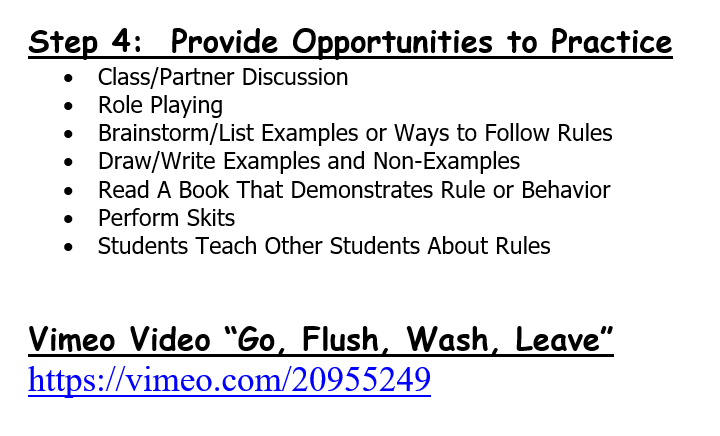 Step 4:  Provide Opportunities to Practice
• Class/Partner Discussion
• Role Playing
• Brainstorm/List Examples or Ways to Follow Rules
• Draw/Write Examples and Non-Examples
• Read A Book That Demonstrates Rule or Behavior
• Perform Skits
• Students Teach Other Students About Rules
Vimeo Video “Go, Flush, Wash, Leave”
https://vimeo.com/20955249